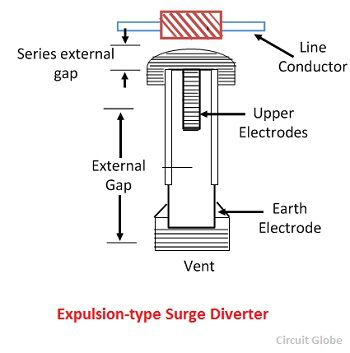 Series external
gap
Line
Conductor
Upper
Electrodes
External
Gap
Earth
Electrode
Vent
Expulsion-type Surge Diverter
Circuit Globe